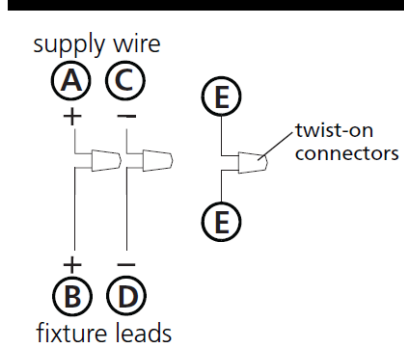 supply wire
A C
+ −
E
twist-on
connectors
E
+ −
B D
fixture leads